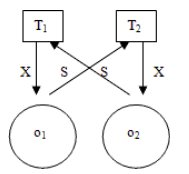 T₁ T₂
X S S X
o₁ o₂